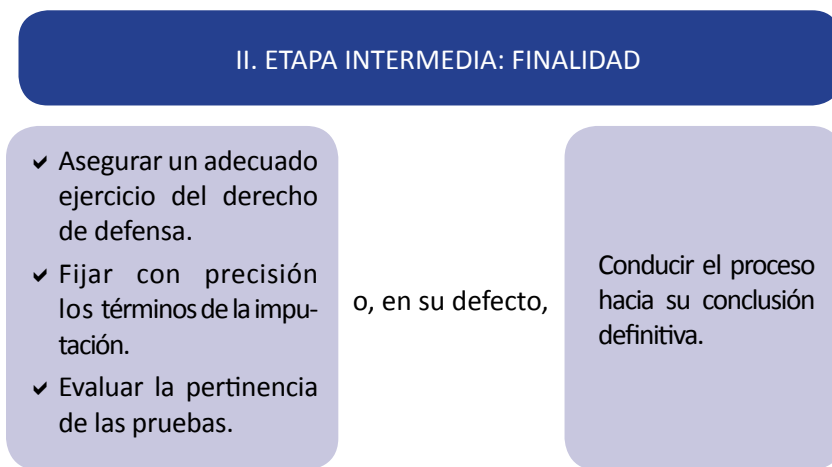 II. ETAPA INTERMEDIA: FINALIDAD
✔ Asegurar un adecuado
ejercicio del derecho
de defensa.
✔ Fijar con precisión
los términos de la impu-
tación.
✔ Evaluar la pertinencia
de las pruebas.
o, en su defecto,
Conducir el proceso
hacia su conclusión
definitiva.